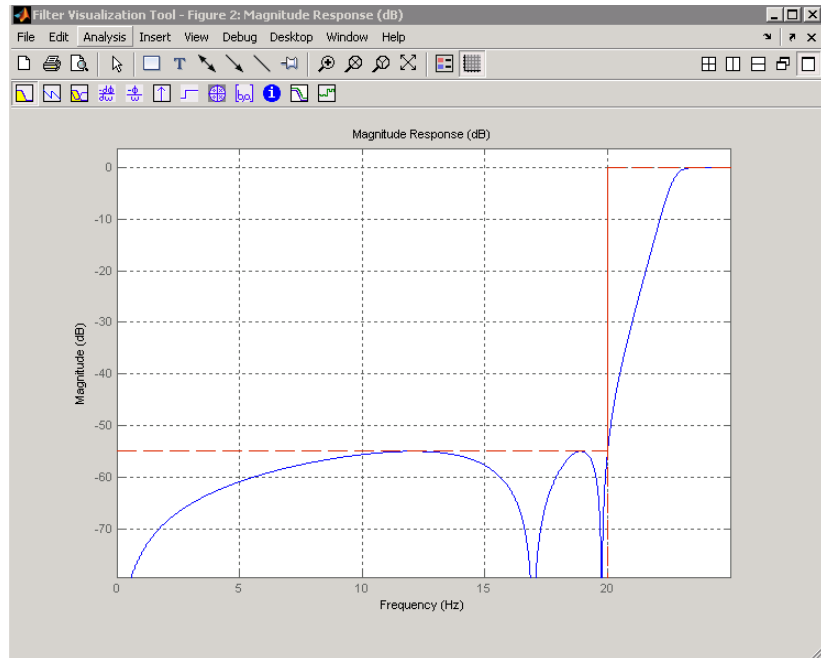 Filter Visualization Tool - Figure 2: Magnitude Response (dB)
File Edit Analysis Insert View Debug Desktop Window Help
T
[b,a] i
Magnitude Response (dB)
0
-10
-20
-30
-40
-50
-60
-70
Magnitude (dB)
0 5 10 15 20
Frequency (Hz)